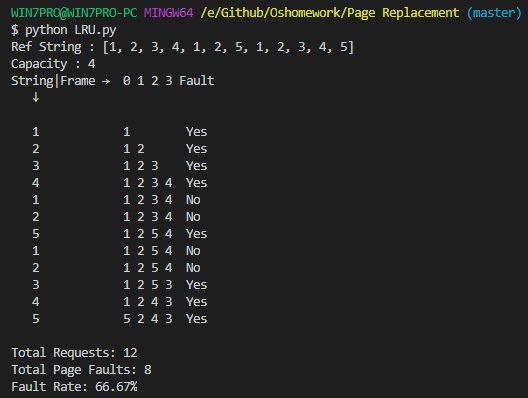 WIN7PRO@WIN7PRO-PC MINGW64 /e/Github/Oshomework/Page Replacement (master)
$ python LRU.py
Ref String : [1, 2, 3, 4, 1, 2, 5, 1, 2, 3, 4, 5]
Capacity : 4
String|Frame → 0 1 2 3 Fault
↓
1 1 Yes
2 1 2 Yes
3 1 2 3 Yes
4 1 2 3 4 Yes
1 1 2 3 4 No
2 1 2 3 4 No
5 1 2 5 4 Yes
1 1 2 5 4 No
2 1 2 5 4 No
3 1 2 5 3 Yes
4 1 2 4 3 Yes
5 5 2 4 3 Yes
Total Requests: 12
Total Page Faults: 8
Fault Rate: 66.67%